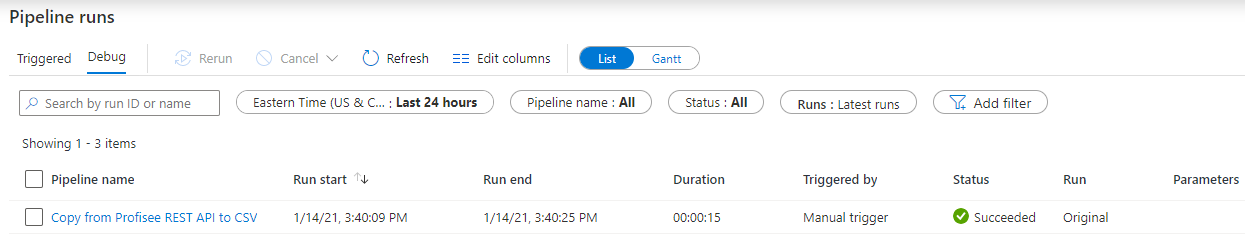 Pipeline runs
Triggered Debug Rerun Cancel Refresh Edit columns List Gantt
Search by run ID or name Eastern Time (US & C... : Last 24 hours Pipeline name : All Status : All Runs : Latest runs Add filter
Showing 1 - 3 items
Pipeline name Run start ↑↓ Run end Duration Triggered by Status Run Parameters
Copy from Profisee REST API to CSV 1/14/21, 3:40:09 PM 1/14/21, 3:40:25 PM 00:00:15 Manual trigger Succeeded Original